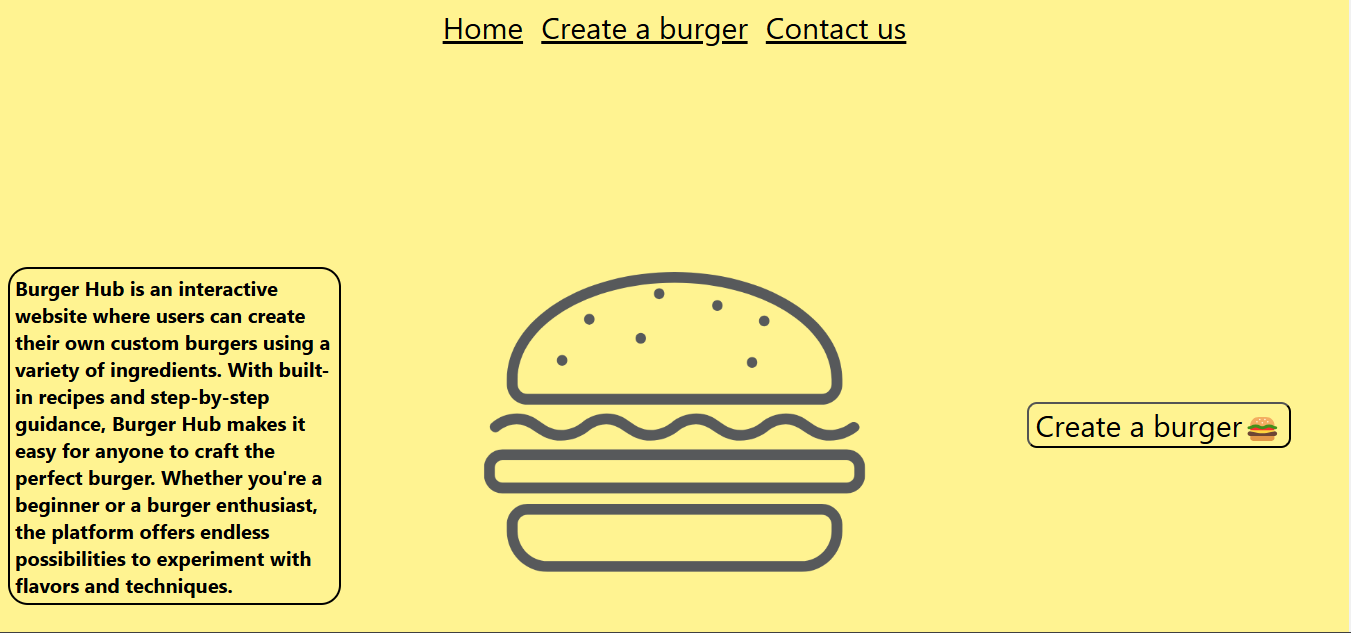 Home Create a burger Contact us
Burger Hub is an interactive
website where users can create
their own custom burgers using a
variety of ingredients. With built-
in recipes and step-by-step
guidance, Burger Hub makes it
easy for anyone to craft the
perfect burger. Whether you're a
beginner or a burger enthusiast,
the platform offers endless
possibilities to experiment with
flavors and techniques.
Create a burger🍔